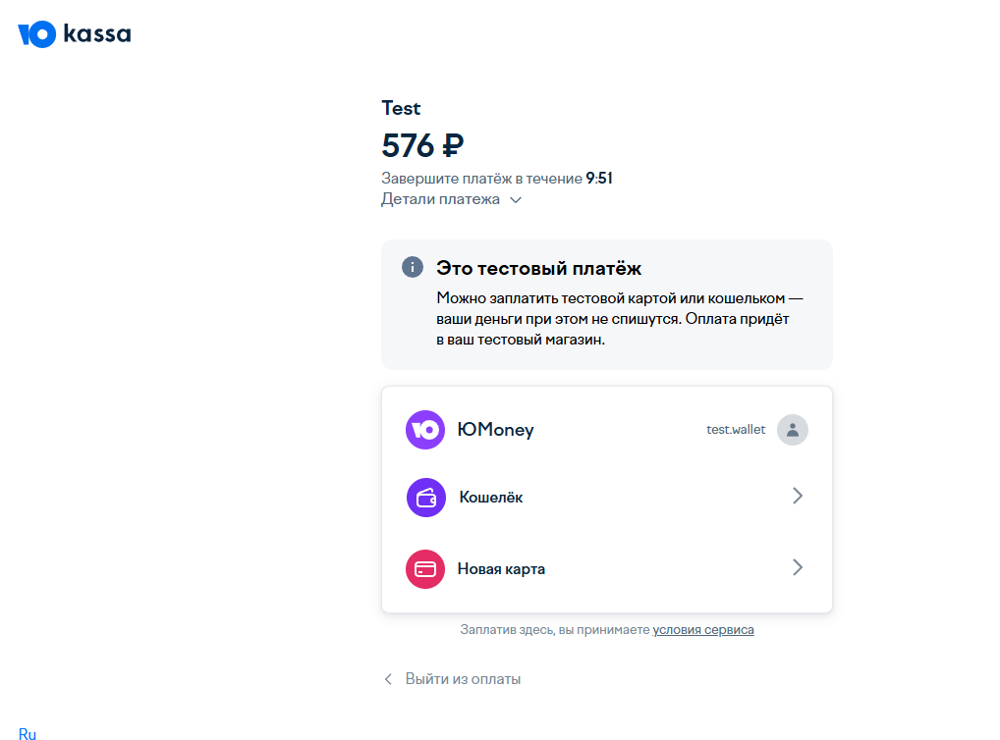 Ю kassa
Test
576 ₽
Завершите платёж в течение 9:51
Детали платежа
Это тестовый платёж
Можно заплатить тестовой картой или кошельком —
ваши деньги при этом не спишутся. Оплата придёт
в ваш тестовый магазин.
ЮMoney test.wallet
Кошелёк
Новая карта
Заплатив здесь, вы принимаете условия сервиса
Выйти из оплаты
Ru